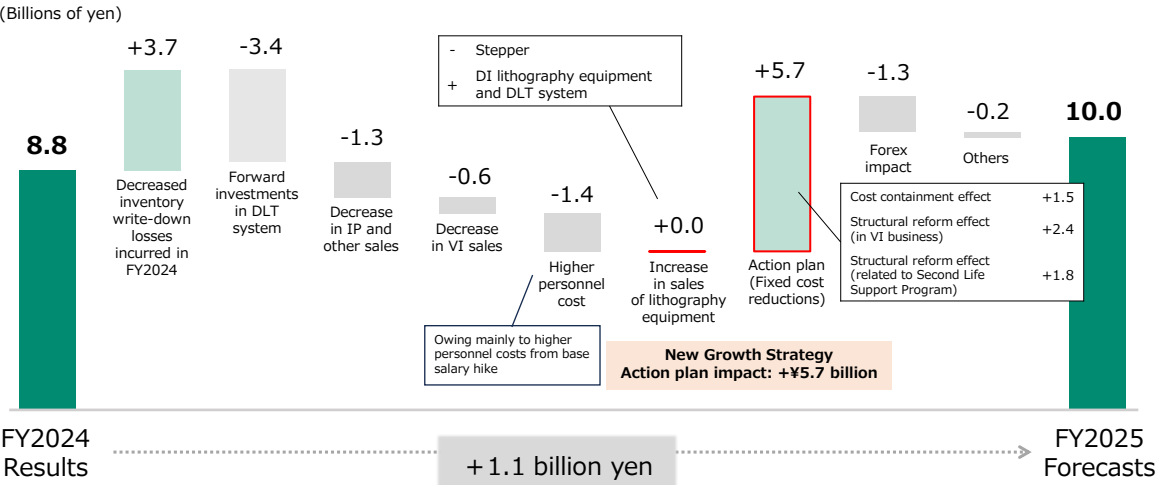 (Billions of yen)
8.8
+3.7
Decreased
inventory
write-down
losses
incurred in
FY2024
-3.4
Forward
investments
in DLT
system
-1.3
Decrease
in IP and
other sales
-0.6
Decrease
in VI sales
-1.4
Higher
personnel
cost
Owing mainly to higher
personnel costs from base
salary hike
- Stepper
+ DI lithography equipment
and DLT system
+0.0
Increase
in sales
of lithography
equipment
+5.7
Action plan
(Fixed cost
reductions)
-1.3
Forex
impact
-0.2
Others
10.0
Cost containment effect +1.5
Structural reform effect
(in VI business) +2.4
Structural reform effect
(related to Second Life
Support Program) +1.8
New Growth Strategy
Action plan impact: +¥5.7 billion
FY2024
Results
+1.1 billion yen
FY2025
Forecasts